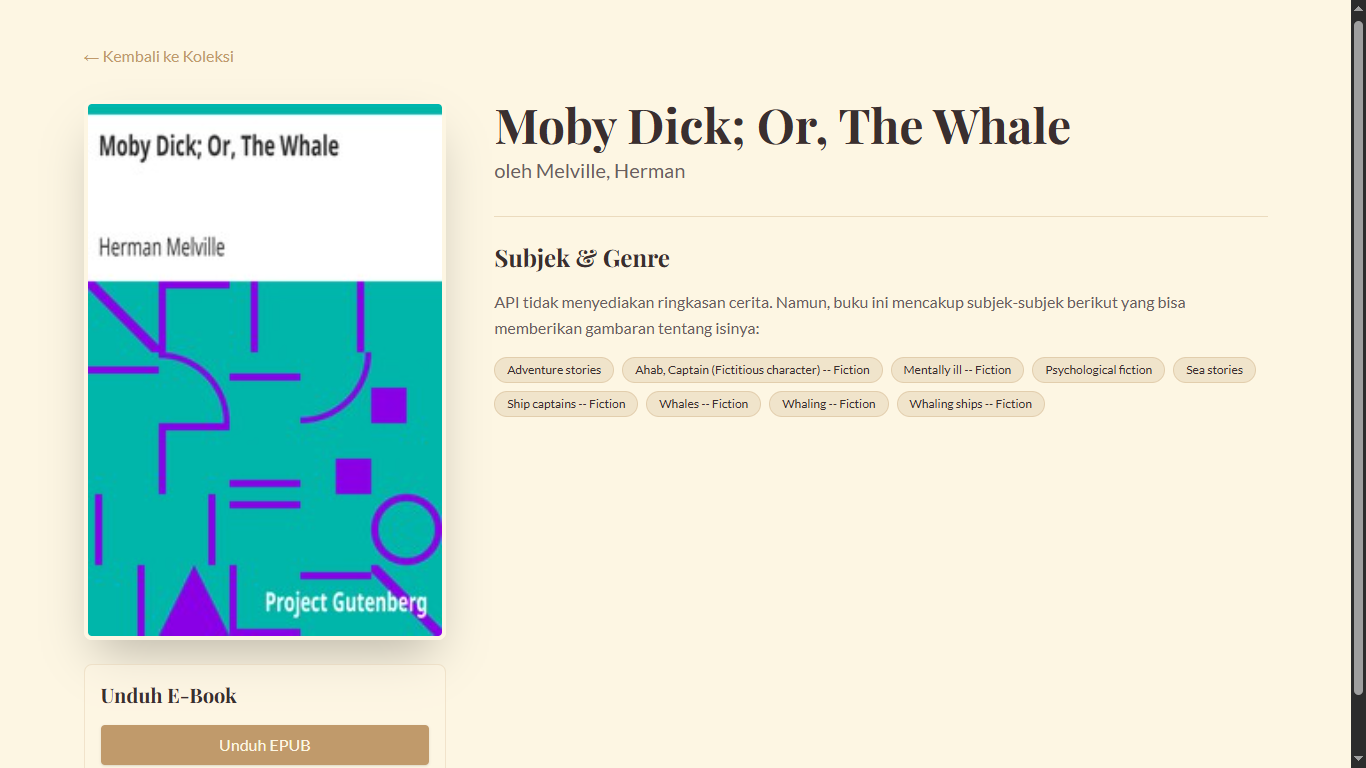 ← Kembali ke Koleksi
Moby Dick; Or, The Whale
Herman Melville
Project Gutenberg
Unduh E-Book
Unduh EPUB
Moby Dick; Or, The Whale
oleh Melville, Herman
Subjek & Genre
API tidak menyediakan ringkasan cerita. Namun, buku ini mencakup subjek-subjek berikut yang bisa
memberikan gambaran tentang isinya:
Adventure stories Ahab, Captain (Fictitious character) -- Fiction Mentally ill -- Fiction Psychological fiction Sea stories
Ship captains -- Fiction Whales -- Fiction Whaling -- Fiction Whaling ships -- Fiction